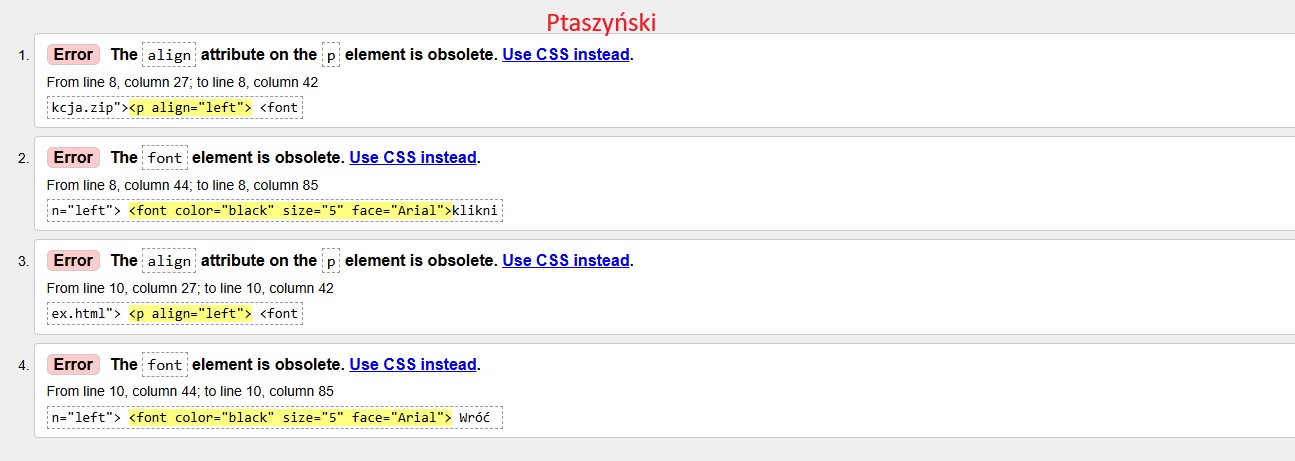 Ptaszyński
1. Error The align attribute on the p element is obsolete. Use CSS instead.
From line 8, column 27; to line 8, column 42
kcja.zip"><p align="left"> <font
2. Error The font element is obsolete. Use CSS instead.
From line 8, column 44; to line 8, column 85
n="left"> <font color="black" size="5" face="Arial">klikni
3. Error The align attribute on the p element is obsolete. Use CSS instead.
From line 10, column 27; to line 10, column 42
ex.html"> <p align="left"> <font
4. Error The font element is obsolete. Use CSS instead.
From line 10, column 44; to line 10, column 85
n="left"> <font color="black" size="5" face="Arial"> Wróć